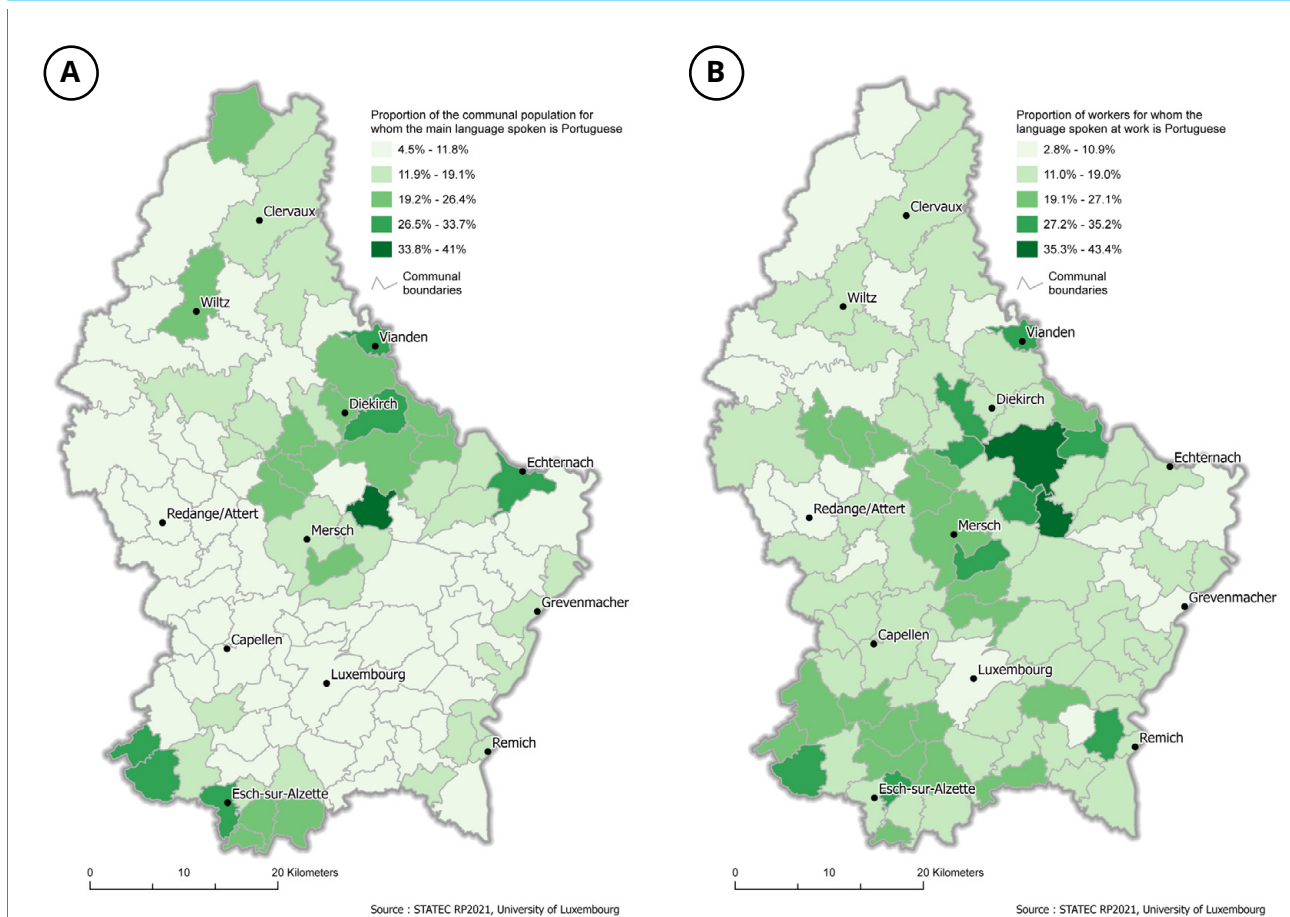 A
Proportion of the communal population for
whom the main language spoken is Portuguese
4.5% - 11.8%
11.9% - 19.1%
19.2% - 26.4%
26.5% - 33.7%
33.8% - 41%
Communal
boundaries
Clervaux
Wiltz
Vianden
Diekirch
Echternach
Redange/Attert
Mersch
Grevenmacher
Capellen
Luxembourg
Remich
Esch-sur-Alzette
0 10 20 Kilometers
Source : STATEC RP2021, University of Luxembourg
B
Proportion of workers for whom the
language spoken at work is Portuguese
2.8% - 10.9%
11.0% - 19.0%
19.1% - 27.1%
27.2% - 35.2%
35.3% - 43.4%
Communal
boundaries
Clervaux
Wiltz
Vianden
Diekirch
Echternach
Redange/Attert
Mersch
Grevenmacher
Capellen
Luxembourg
Remich
Esch-sur-Alzette
0 10 20 Kilometers
Source : STATEC RP2021, University of Luxembourg